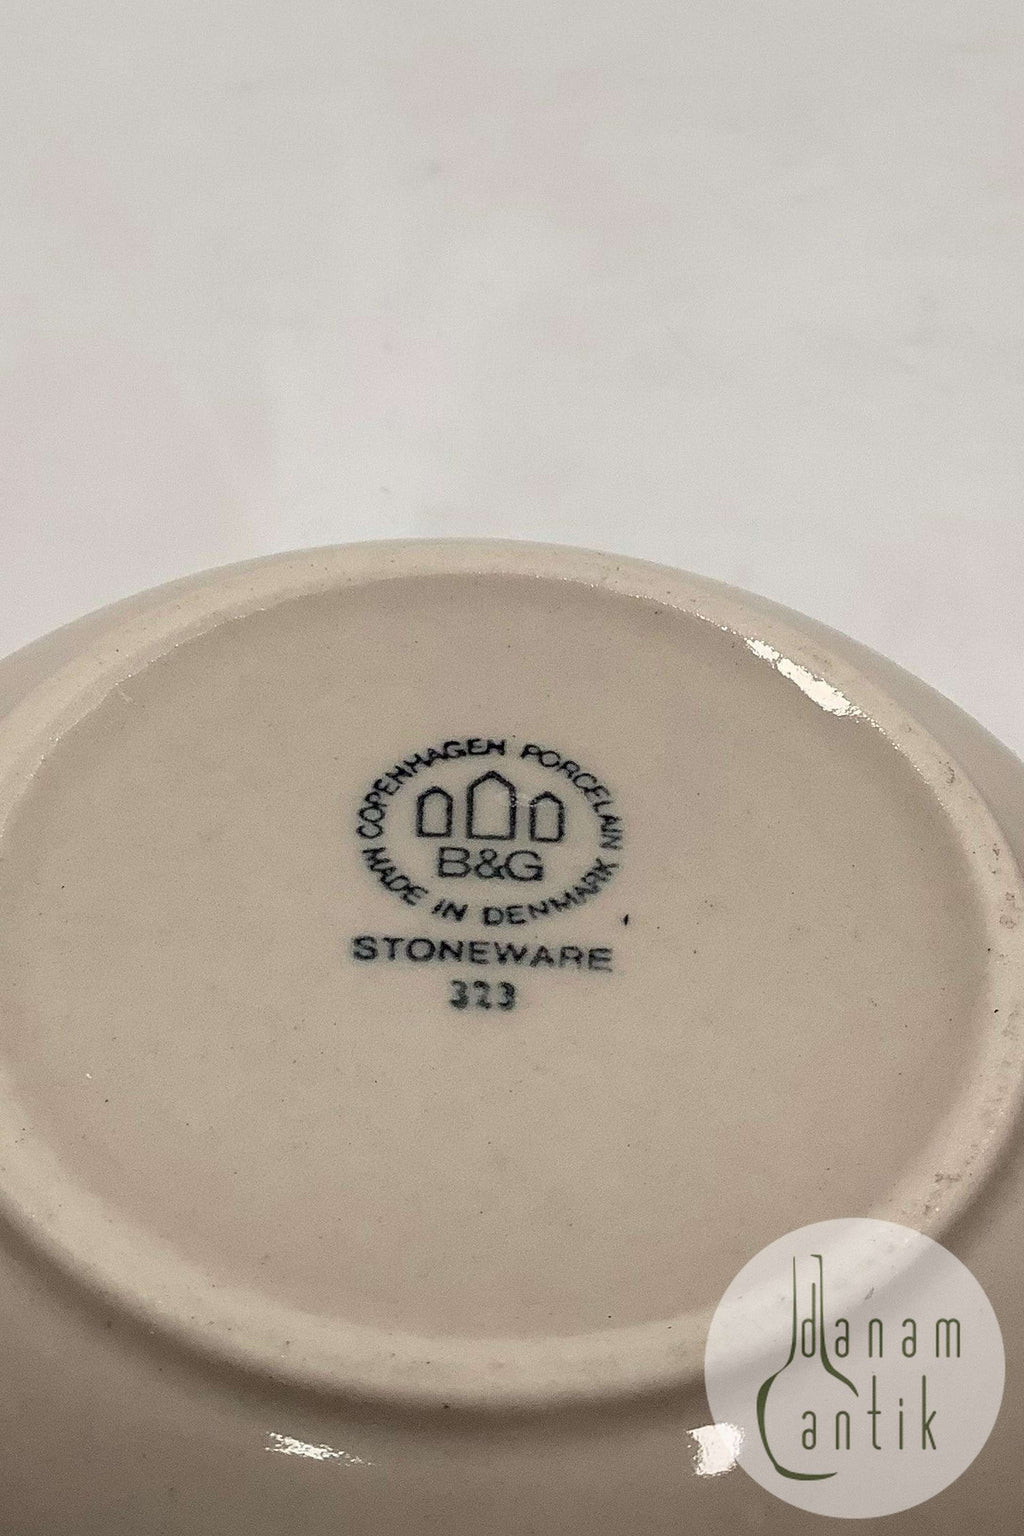 COPENHAGEN PORCELAIN
B&G
MADE IN DENMARK
STONEWARE
323
danam
antik